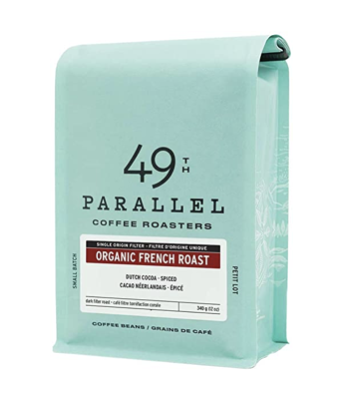 49TH
PARALLEL
COFFEE ROASTERS
SINGLE ORIGIN FILTER - FILTRE D'ORIGINE UNIQUE
ORGANIC FRENCH ROAST
DUTCH COCOA · SPICED
CACAO NÉERLANDAIS · ÉPICÉ
dark filter roast - café filtre torréfaction corsée
340 g (12 oz)
SMALL BATCH
PETIT LOT
COFFEE BEANS / GRAINS DE CAFÉ